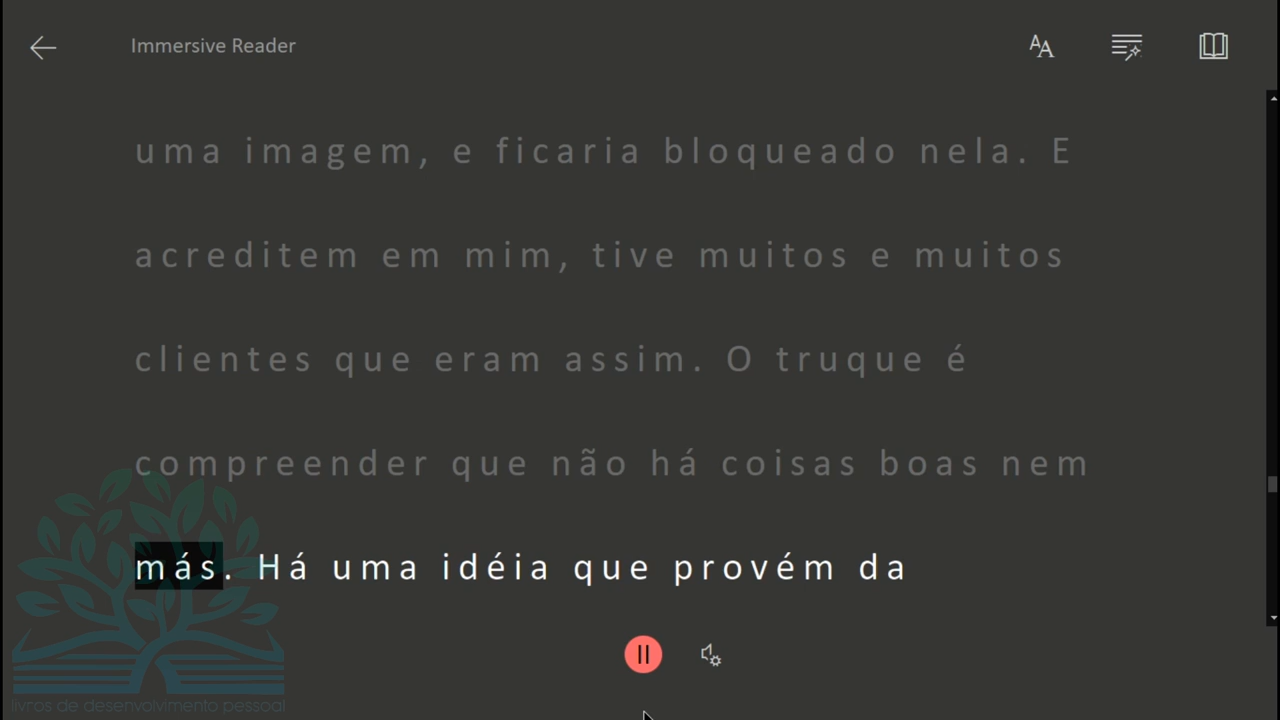 Immersive Reader
uma imagem, e ficaria bloqueado nela. E
acreditem em mim, tive muitos e muitos
clientes que eram assim. O truque é
compreender que não há coisas boas nem
más. Há uma idéia que provém da
livros de desenvolvimento pessoal